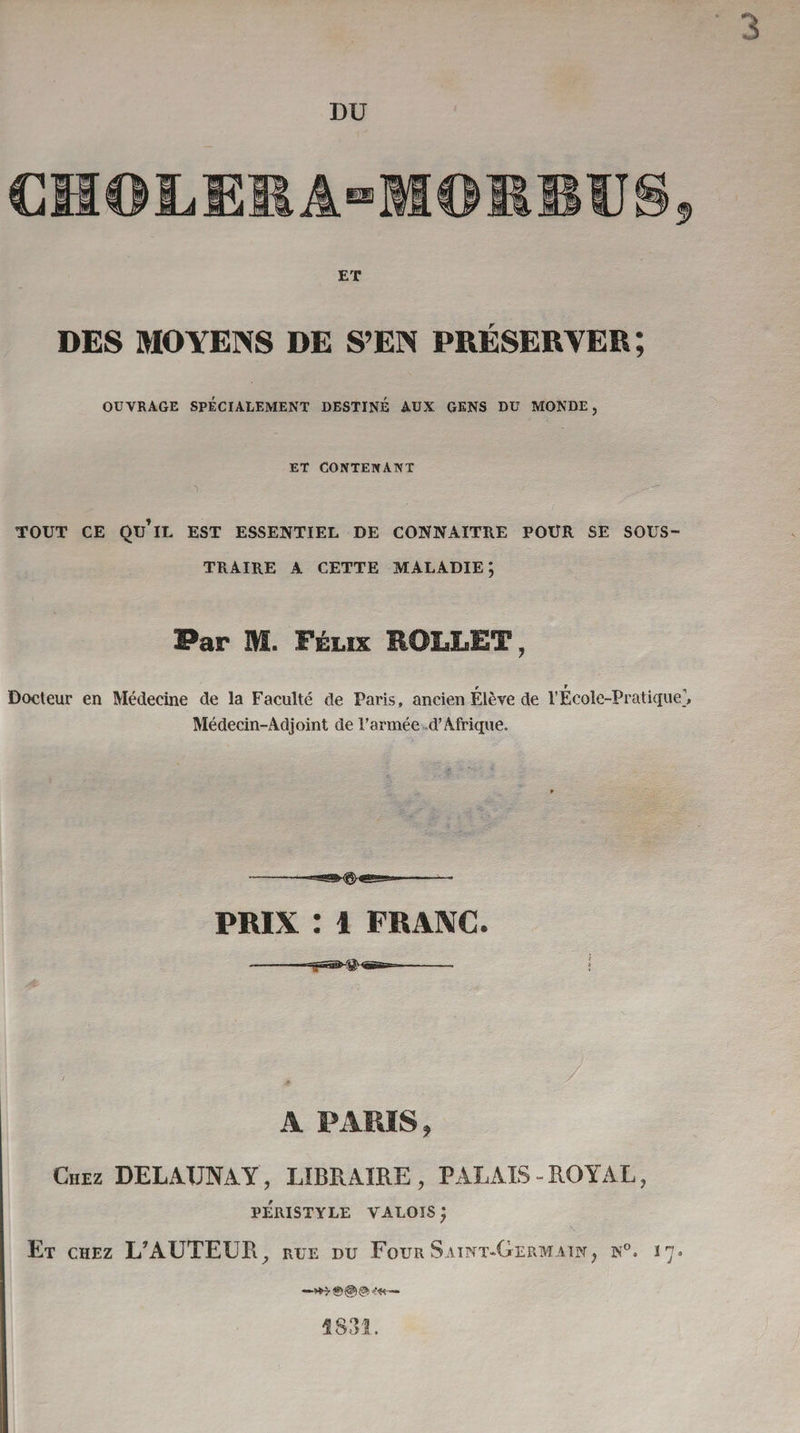 3
DU
CHOLERA-MORBUS,
ET
DES MOYENS DE S'EN PRÉSERVER;
OUVRAGE SPÉCIALEMENT DESTINÉ AUX GENS DU MONDE,
ET CONTENANT
TOUT CE QU'IL EST ESSENTIEL DE CONNAITRE POUR SE SOUS-
TRAIRE A CETTE MALADIE;
Par M. FÉLIX ROLLET,
Docteur en Médecine de la Faculté de Paris, ancien Élève de l'École-Pratique,
Médecin-Adjoint de l'armée d'Afrique.
PRIX : 1 FRANC.
A PARIS,
CHEZ DELAUNAY, LIBRAIRE, PALAIS-ROYAL,
PÉRISTYLE VALOIS;
ET CHEZ L'AUTEUR, RUE DU FOUR SAINT-GERMAIN, N°. 17.
1831.